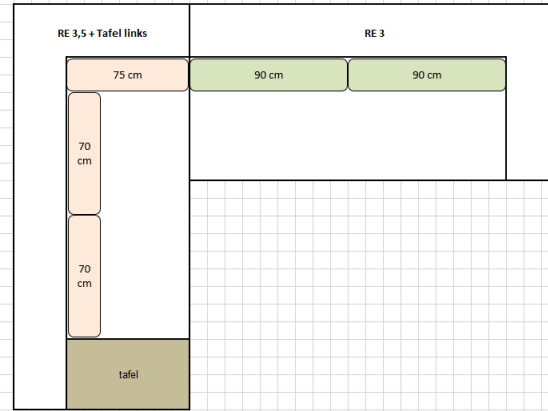 RE 3,5 + Tafel links
RE 3
75 cm
90 cm
90 cm
70
cm
70
cm
tafel